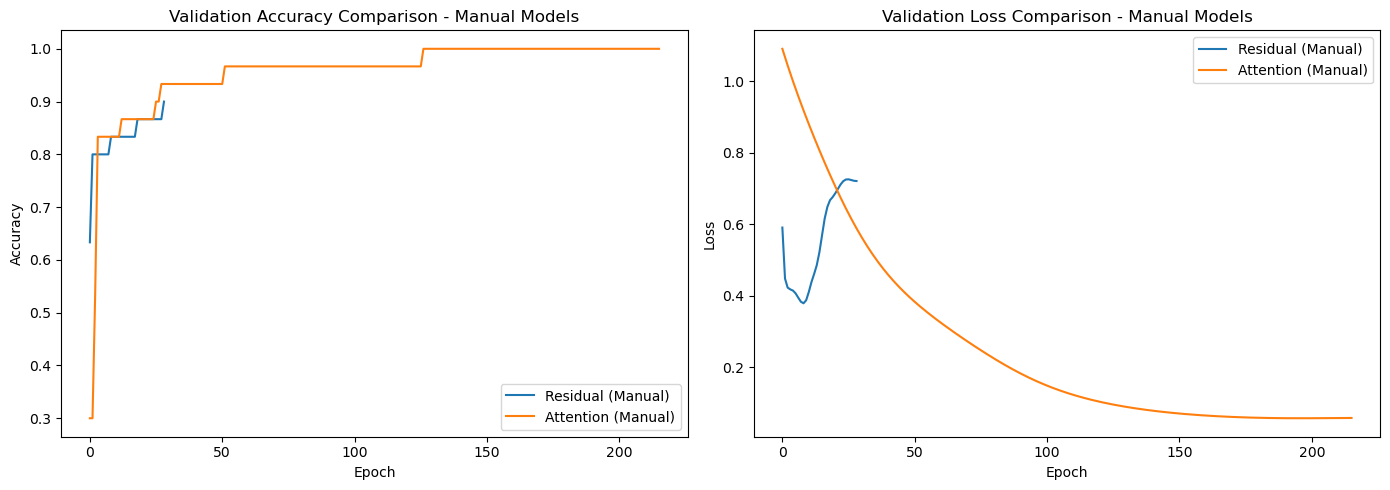 Validation Accuracy Comparison - Manual Models
Accuracy
1.0
0.9
0.8
0.7
0.6
0.5
0.4
0.3
Residual (Manual)
Attention (Manual)
0
50
100
150
200
Epoch
Validation Loss Comparison - Manual Models
Loss
1.0
0.8
0.6
0.4
0.2
Residual (Manual)
Attention (Manual)
0
50
100
150
200
Epoch